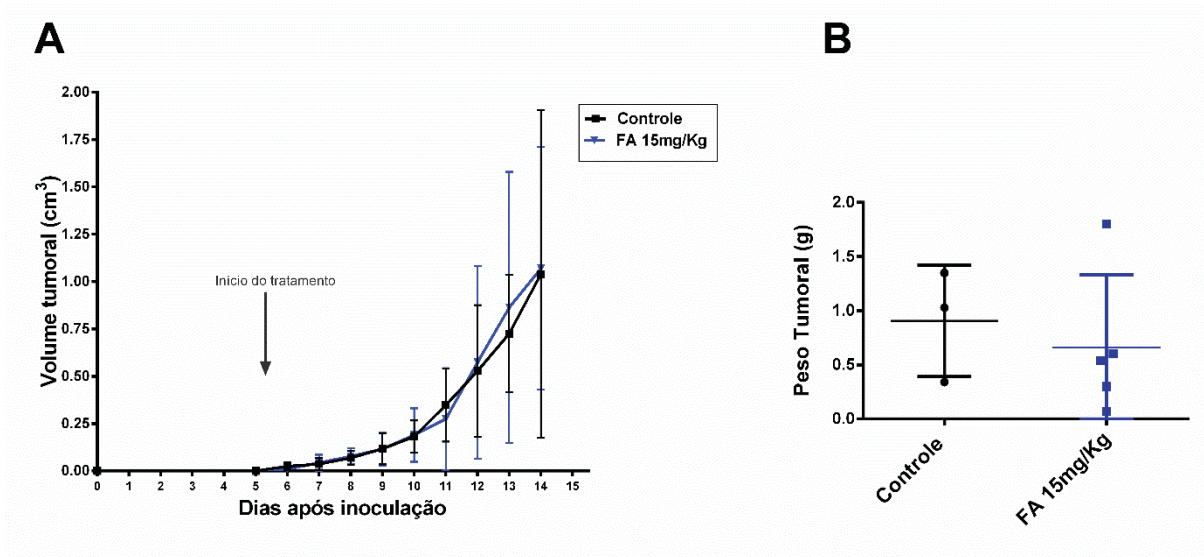 A
Volume tumoral (cm3)
2.00
1.75
1.50
1.25
1.00
0.75
0.50
0.25
0.00
Início do tratamento
Controle
FA 15mg/Kg
0 1 2 3 4 5 6 7 8 9 10 11 12 13 14 15
Dias após inoculação
B
Peso Tumoral (g)
2.0
1.5
1.0
0.5
0.0
Controle
FA 15mg/Kg